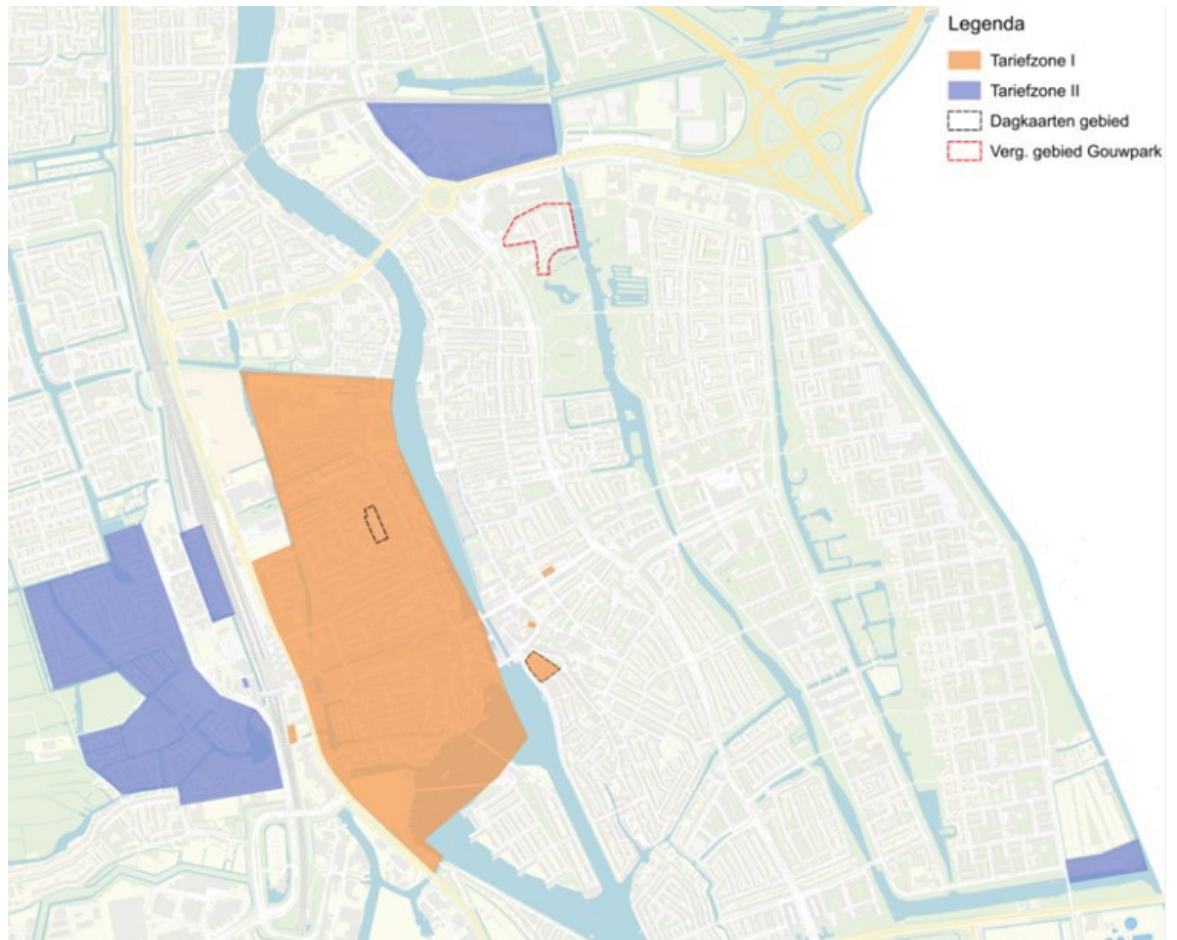 Legenda
Tariefzone I
Tariefzone II
Dagkaarten gebied
Verg. gebied Gouwpark